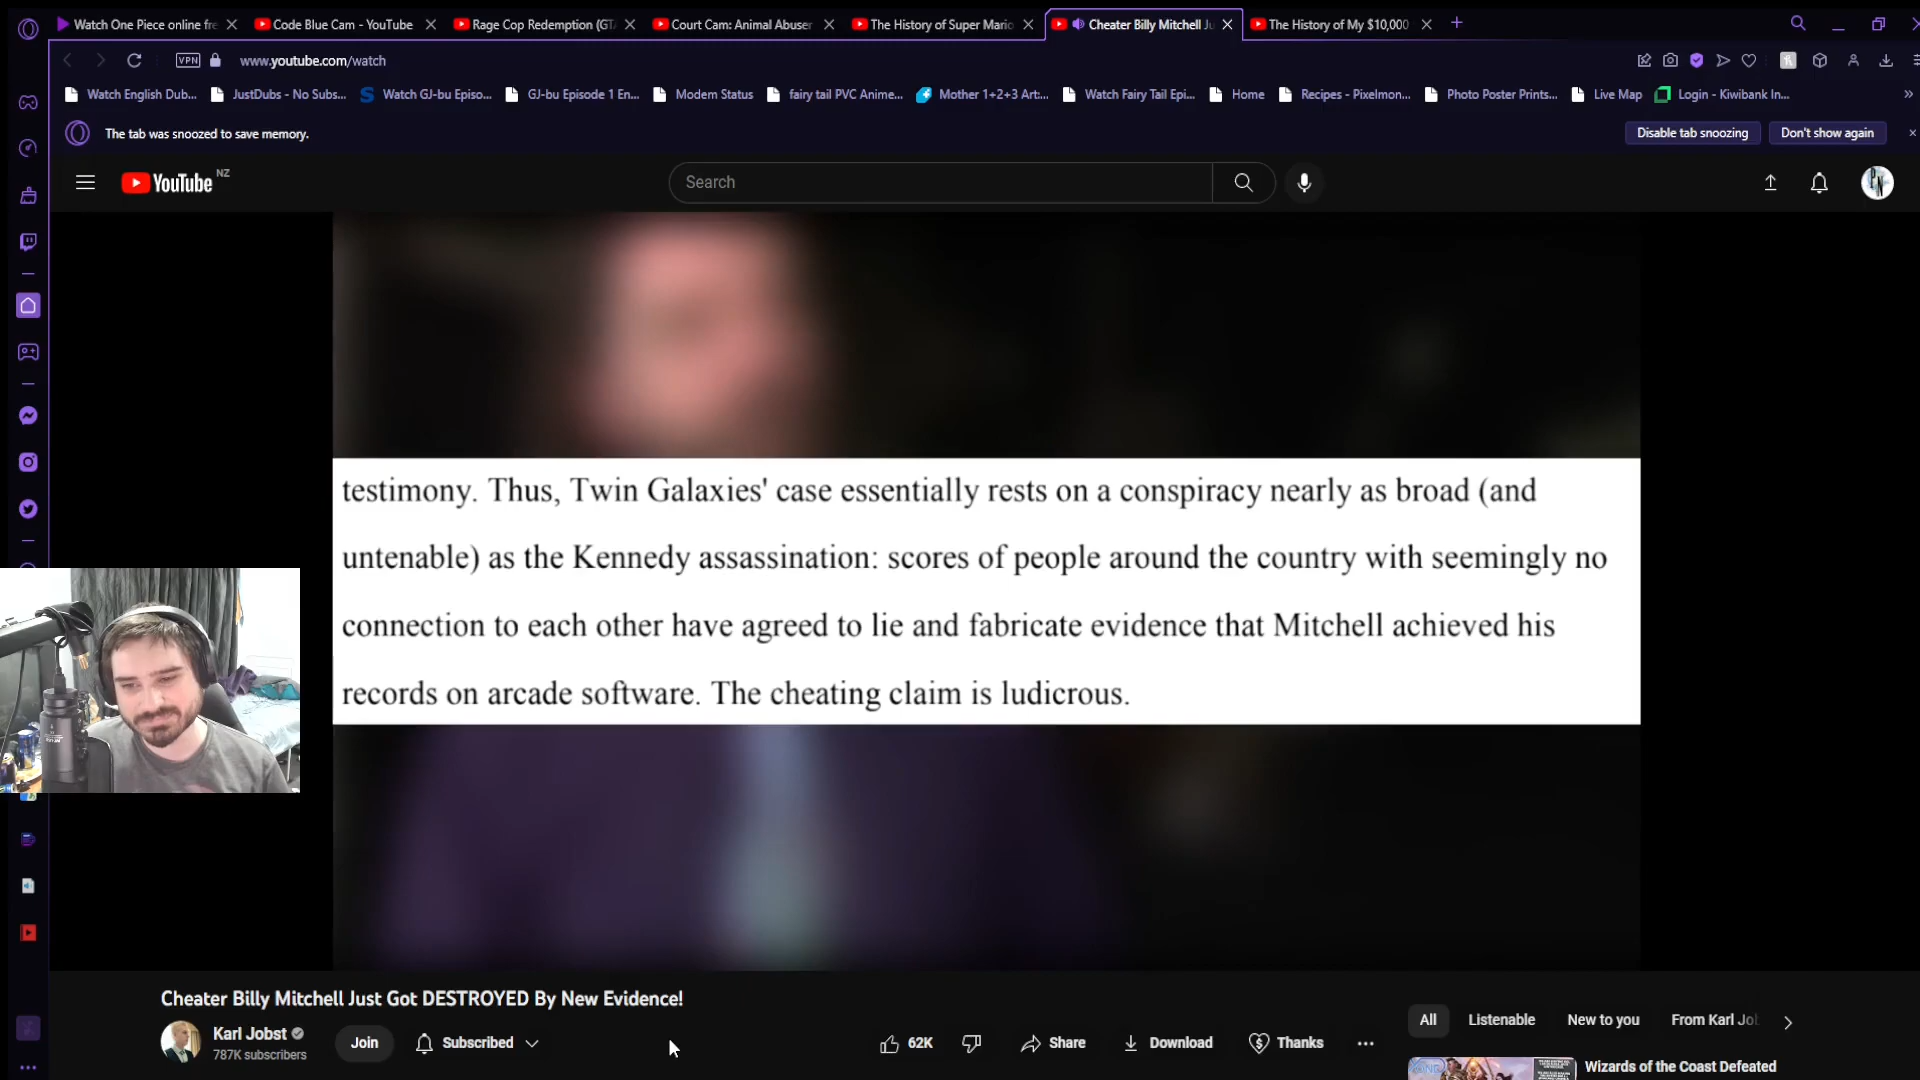 Watch One Piece online fre
Code Blue Cam - YouTube
Rage Cop Redemption (GTA
Court Cam: Animal Abuser
The History of Super Mario
Cheater Billy Mitchell Ju
The History of My $10,000
VPN
www.youtube.com/watch
Watch English Dub...
JustDubs - No Subs...
Watch GJ-bu Episo...
GJ-bu Episode 1 En...
Modem Status
fairy tail PVC Anime...
Mother 1+2+3 Art:...
Watch Fairy Tail Epi...
Home
Recipes - Pixelmon...
Photo Poster Prints...
Live Map
Login - Kiwibank In...
The tab was snoozed to save memory.
Disable tab snoozing
Don't show again
YouTube NZ
Search
testimony. Thus, Twin Galaxies' case essentially rests on a conspiracy nearly as broad (and
untenable) as the Kennedy assassination: scores of people around the country with seemingly no
connection to each other have agreed to lie and fabricate evidence that Mitchell achieved his
records on arcade software. The cheating claim is ludicrous.
Cheater Billy Mitchell Just Got DESTROYED By New Evidence!
Karl Jobst
787K subscribers
Join
Subscribed
62K
Share
Download
Thanks
All
Listenable
New to you
From Karl Jo
Wizards of the Coast Defeated